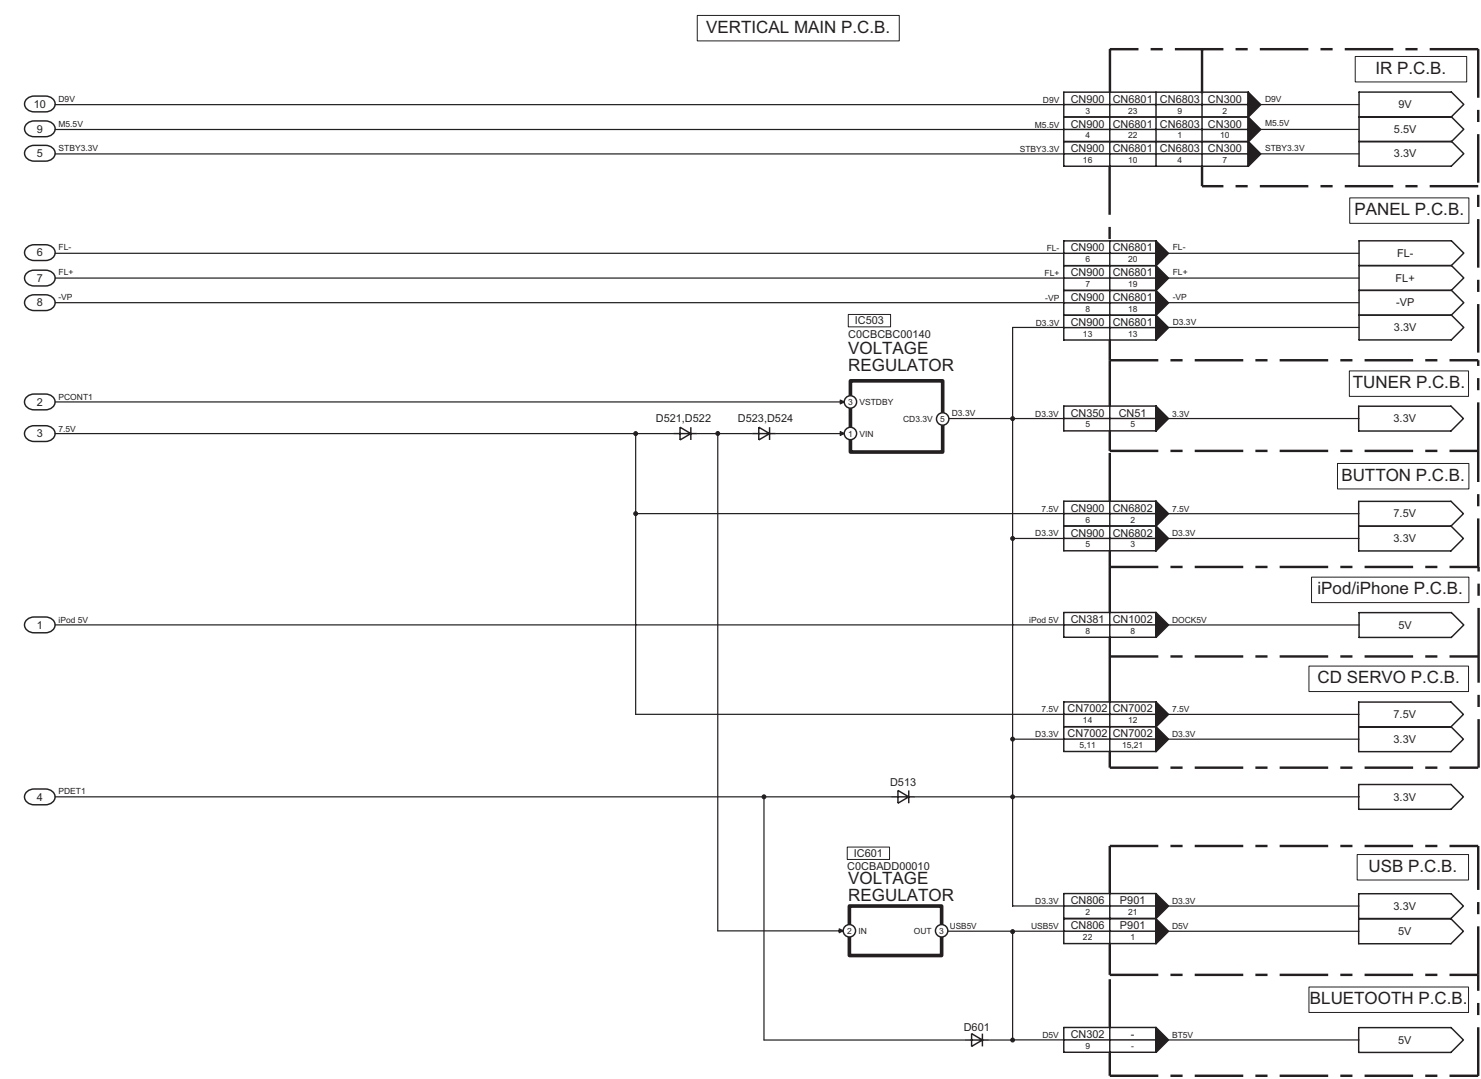 VERTICAL MAIN P.C.B.
IR P.C.B.
10 D9V D9V CN900 CN6801 CN6803 CN300 D9V 9V
3 23 9 2
9 M5.5V M5.5V CN900 CN6801 CN6803 CN300 M5.5V 5.5V
4 22 1 10
5 STBY3.3V STBY3.3V CN900 CN6801 CN6803 CN300 STBY3.3V 3.3V
16 10 4 7
PANEL P.C.B.
6 FL- FL- CN900 CN6801 FL- FL-
6 20
7 FL+ FL+ CN900 CN6801 FL+ FL+
7 19
8 -VP -VP CN900 CN6801 -VP -VP
8 18
D3.3V CN900 CN6801 D3.3V 3.3V
13 13
IC503
C0CBCBC00140
VOLTAGE
REGULATOR
TUNER P.C.B.
2 PCONT1 3 VSTDBY
CD3.3V 5 D3.3V D3.3V CN350 CN51 3.3V 3.3V
5 5
3 7.5V D521,D522 D523,D524 1 VIN
BUTTON P.C.B.
7.5V CN900 CN6802 7.5V 7.5V
6 2
D3.3V CN900 CN6802 D3.3V 3.3V
5 3
iPod/iPhone P.C.B.
1 iPod 5V iPod 5V CN381 CN1002 DOCK5V 5V
8 8
CD SERVO P.C.B.
7.5V CN7002 CN7002 7.5V 7.5V
14 12
D3.3V CN7002 CN7002 D3.3V 3.3V
5,11 15,21
4 PDET1 D513 3.3V
IC601
C0CBADD00010
VOLTAGE
REGULATOR
USB P.C.B.
D3.3V CN806 P901 D3.3V 3.3V
2 21
2 IN OUT 3 USB5V USB5V CN806 P901 D5V 5V
22 1
BLUETOOTH P.C.B.
D601 D5V CN302 - BT5V 5V
9 -